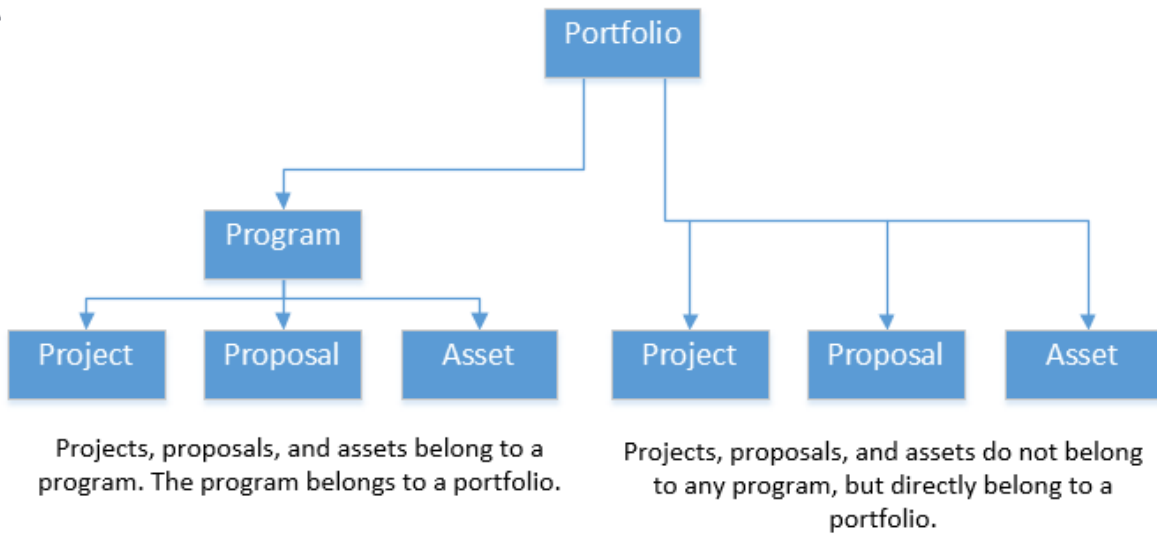 Portfolio
Program
Project
Proposal
Asset
Project
Proposal
Asset
Projects, proposals, and assets belong to a
program. The program belongs to a portfolio.
Projects, proposals, and assets do not belong
to any program, but directly belong to a
portfolio.